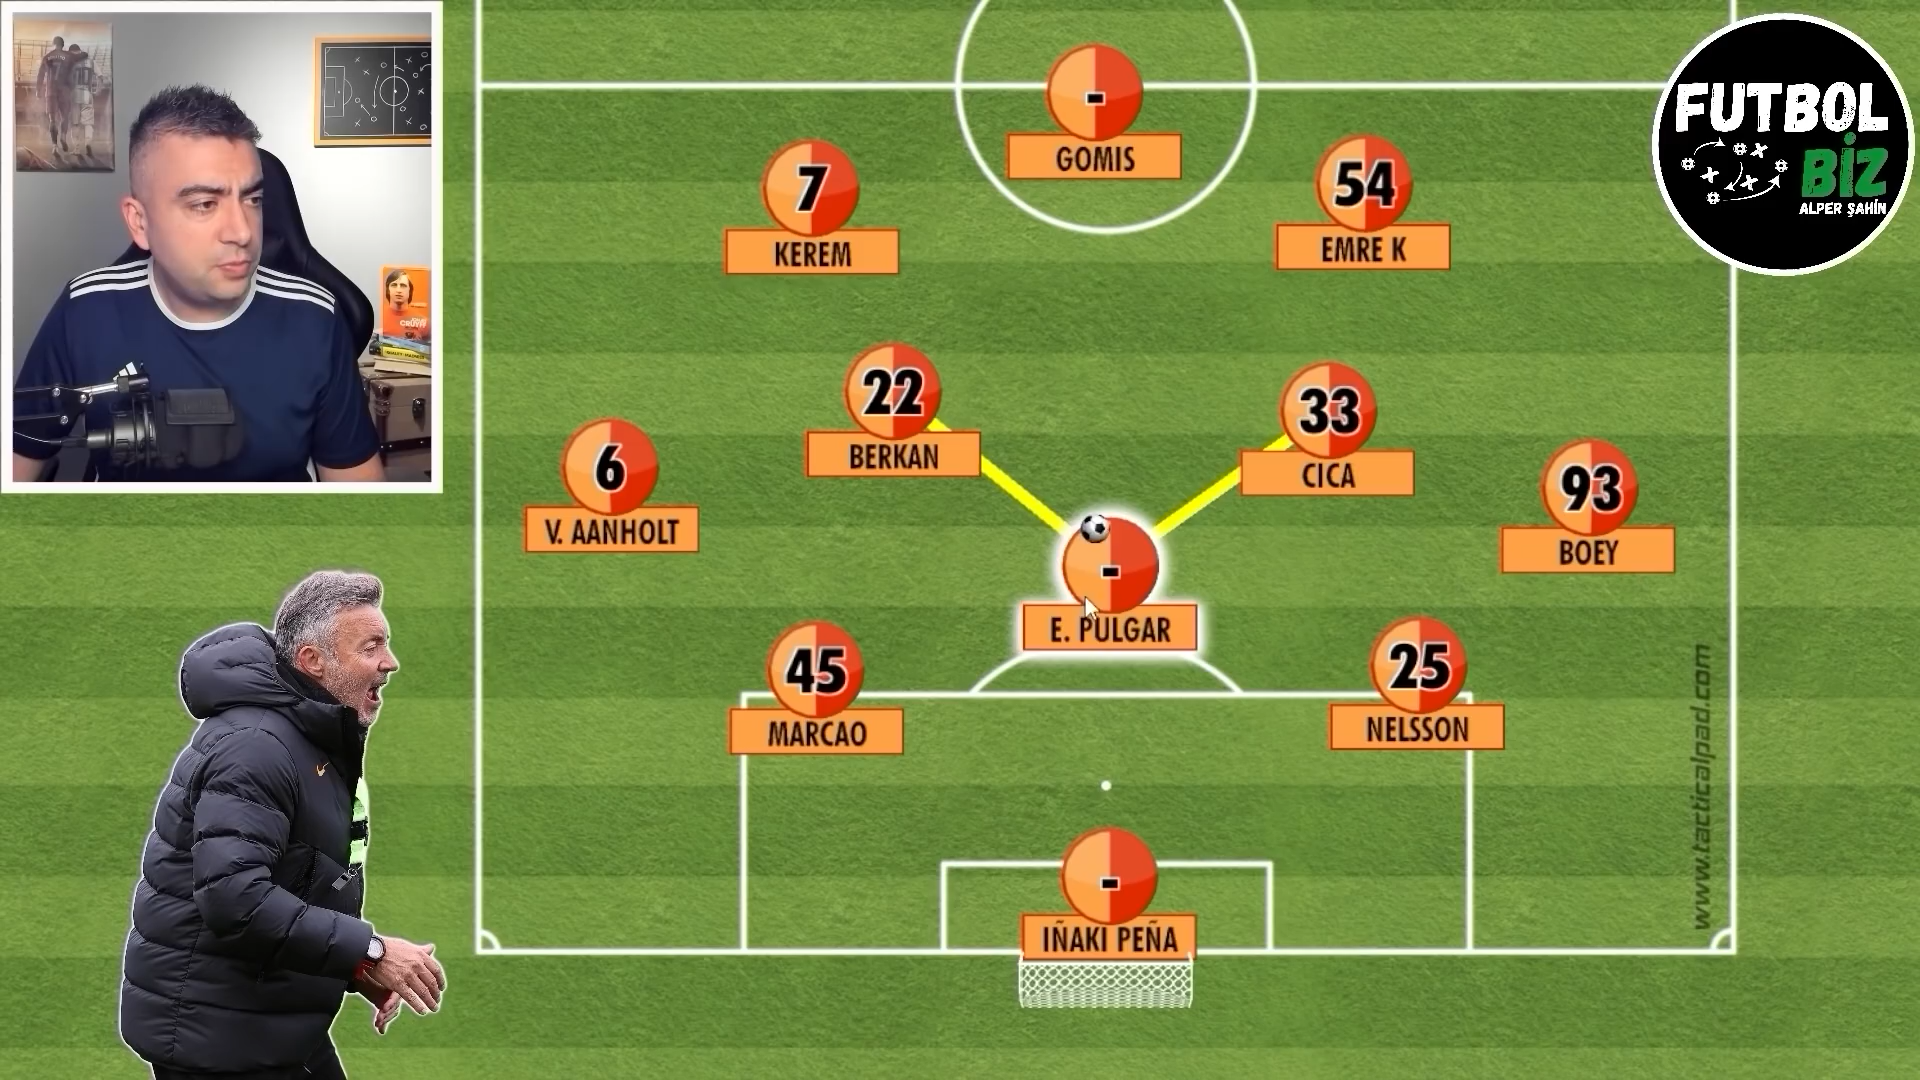 FUTBOL
BİZ
ALPER ŞAHİN
-
GOMIS
7
KEREM
54
EMRE K
22
BERKAN
33
CICA
6
V. AANHOLT
93
BOEY
-
E. PULGAR
45
MARCAO
25
NELSSON
-
IÑAKI PEÑA
www.tacticalpad.com
CRUYFF